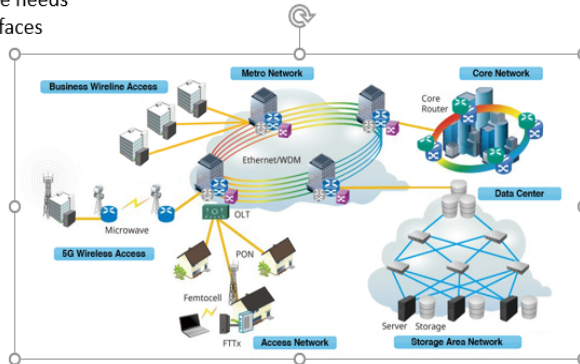 needs
faces
Metro Network
Core Network
Business Wireline Access
Core
Router
Ethernet/WDM
Data Center
OLT
Microwave
5G Wireless Access
PON
Femtocell
Server Storage
FTTx
Access Network
Storage Area Network